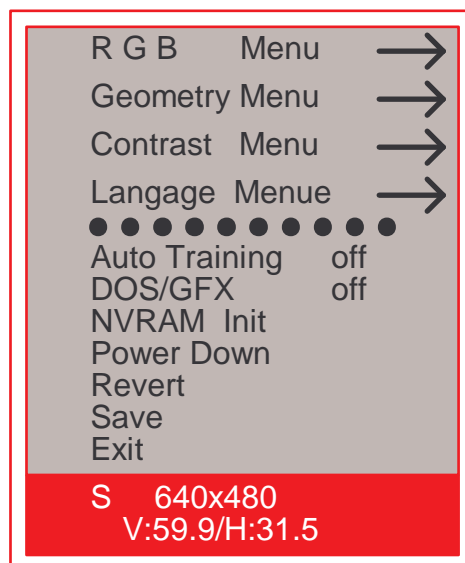 R G B Menu
Geometry Menu
Contrast Menu
Langage Menue
Auto Training off
DOS/GFX off
NVRAM Init
Power Down
Revert
Save
Exit
S 640x480
V:59.9/H:31.5